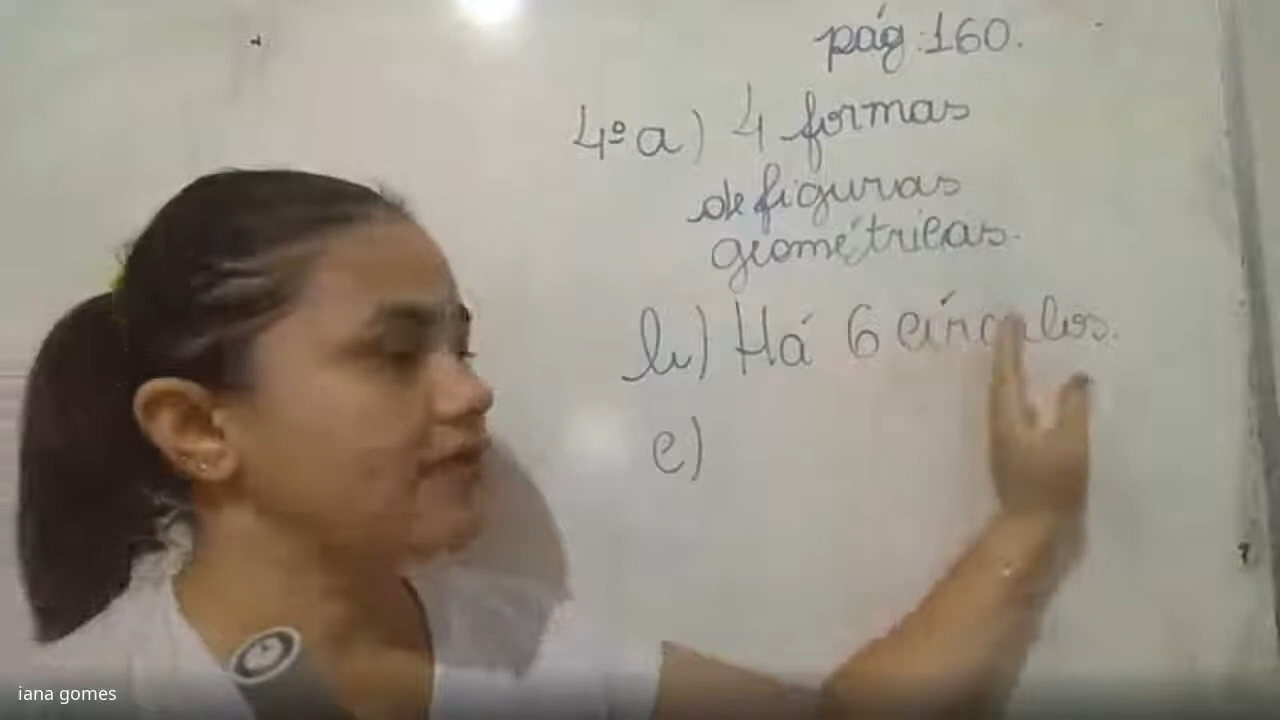 pág.160.
4º a) 4 formas
de figuras
geométricas.
b) Há 6 círculos.
c)
iana gomes